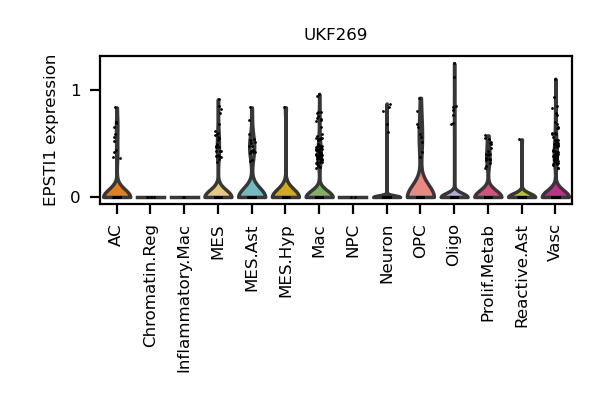 UKF269
EPSTI1 expression
1
0
AC
Chromatin.Reg
Inflammatory.Mac
MES
MES.Ast
MES.Hyp
Mac
NPC
Neuron
OPC
Oligo
Prolif.Metab
Reactive.Ast
Vasc